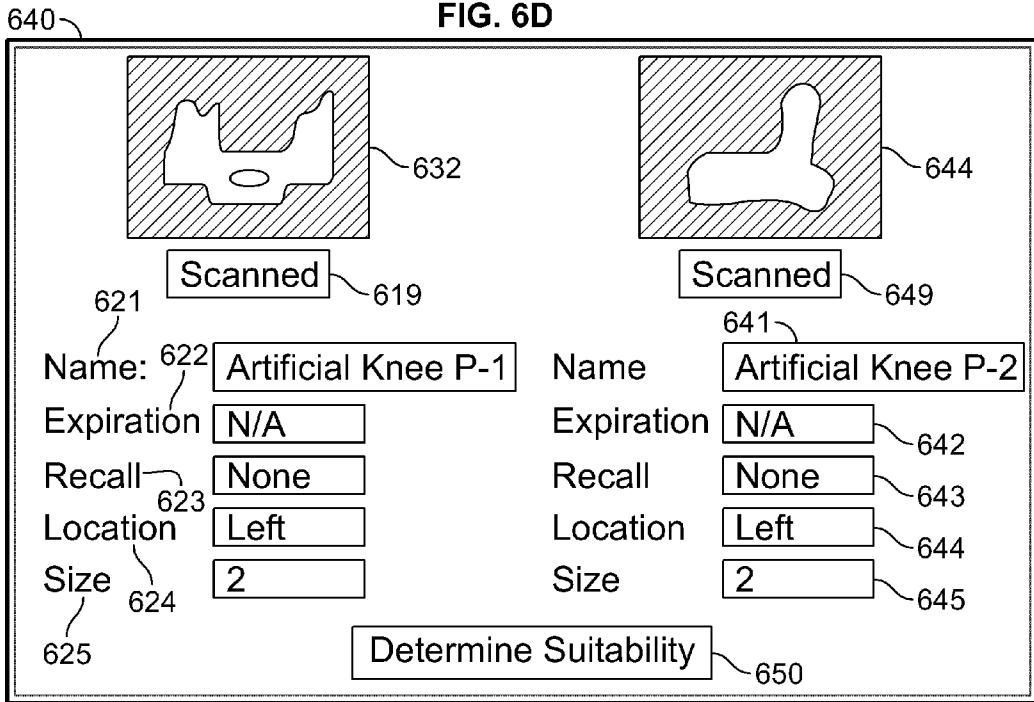 FIG. 6D
640
632
644
Scanned
619
Scanned
649
621
622
641
Name: Artificial Knee P-1 Name Artificial Knee P-2
Expiration N/A Expiration N/A 642
Recall 623 None Recall None 643
Location Left Location Left 644
624
Size 2 Size 2 645
625
Determine Suitability 650